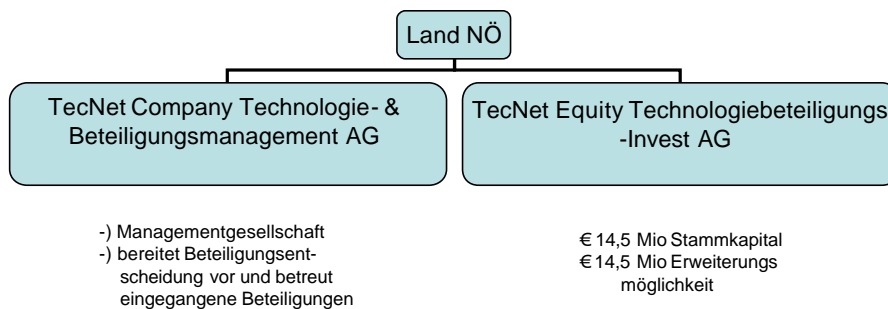 Land NÖ
TecNet Company Technologie- &
Beteiligungsmanagement AG
TecNet Equity Technologiebeteiligungs
-Invest AG
-) Managementgesellschaft
-) bereitet Beteiligungsent-
scheidung vor und betreut
eingegangene Beteiligungen
€ 14,5 Mio Stammkapital
€ 14,5 Mio Erweiterungs
möglichkeit